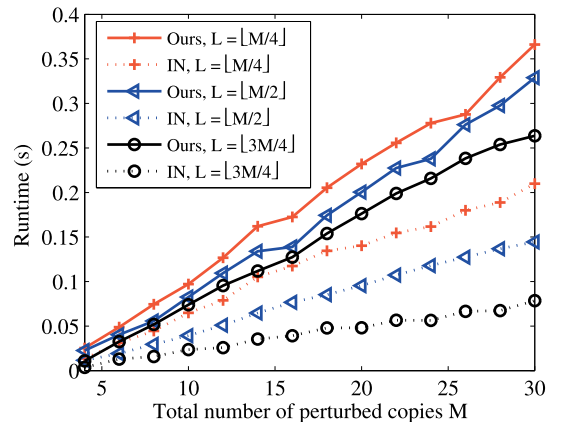 0.4
0.35
0.3
0.25
0.2
0.15
0.1
0.05
0
Runtime (s)
Ours, L = ⌊M/4⌋
IN, L = ⌊M/4⌋
Ours, L = ⌊M/2⌋
IN, L = ⌊M/2⌋
Ours, L = ⌊3M/4⌋
IN, L = ⌊3M/4⌋
5 10 15 20 25 30
Total number of perturbed copies M